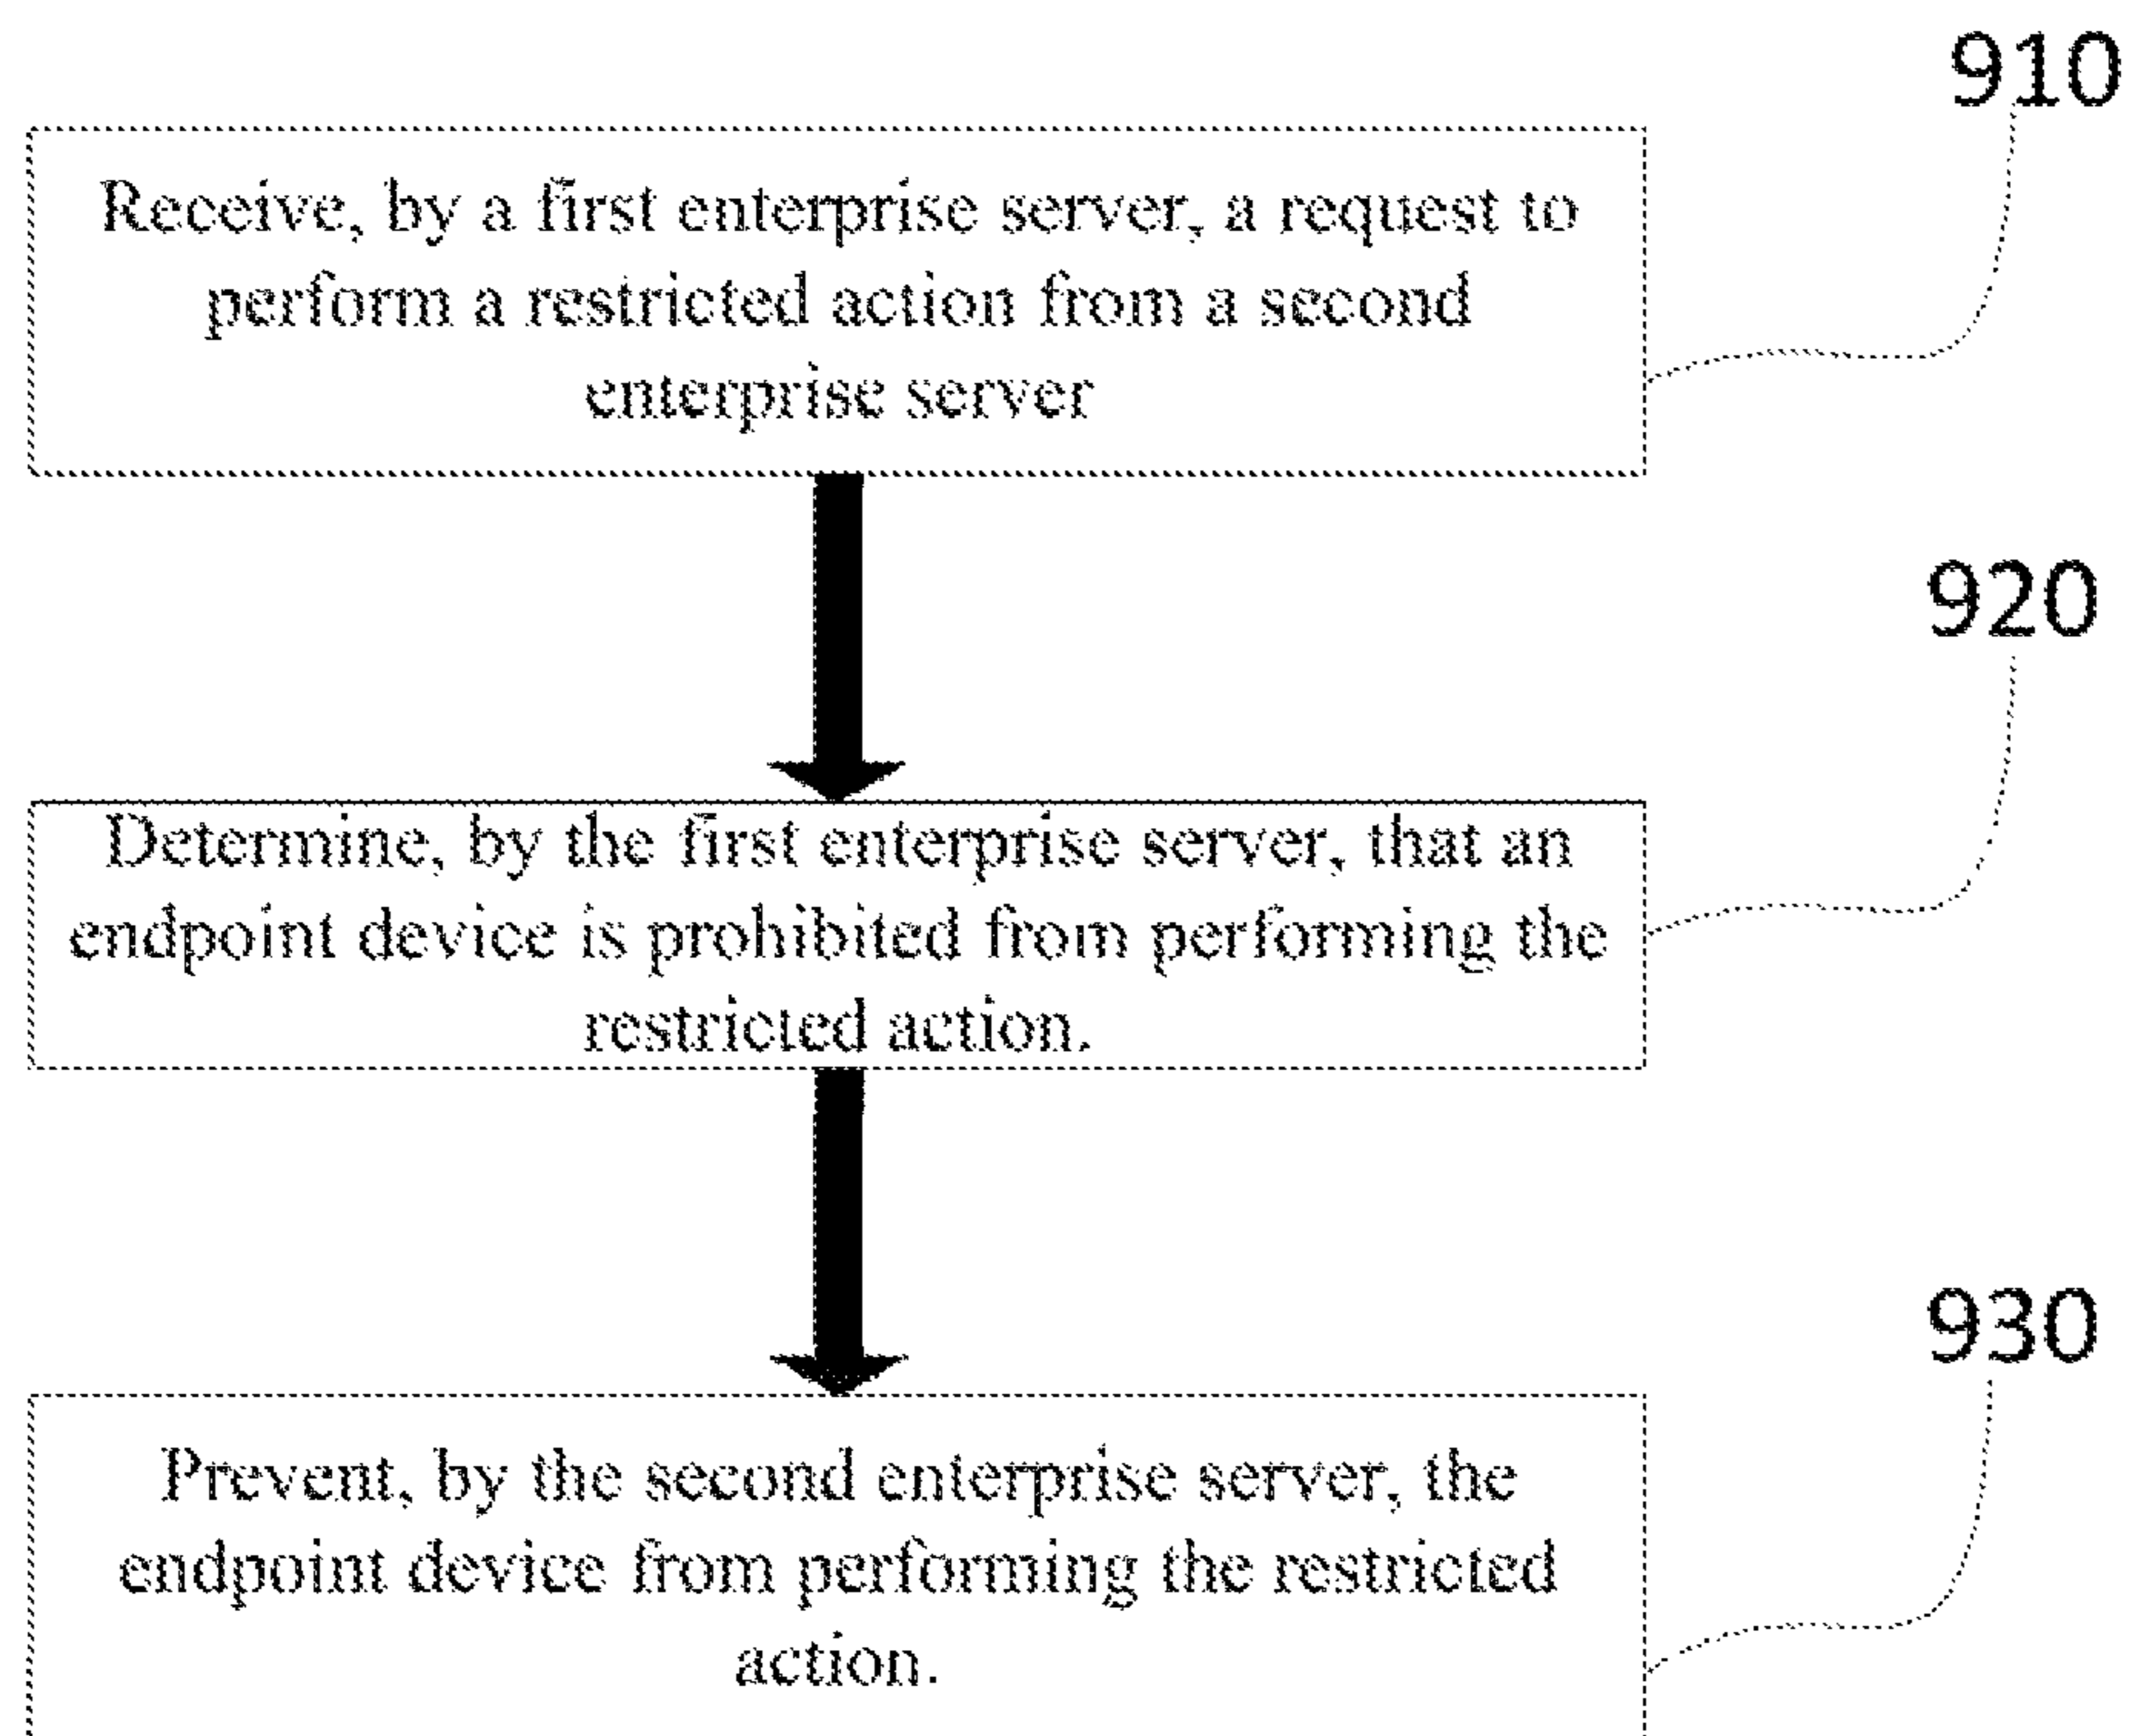 910
Receive, by a first enterprise server, a request to
perform a restricted action from a second
enterprise server
920
Determine, by the first enterprise server, that an
endpoint device is prohibited from performing the
restricted action.
930
Prevent, by the second enterprise server, the
endpoint device from performing the restricted
action.